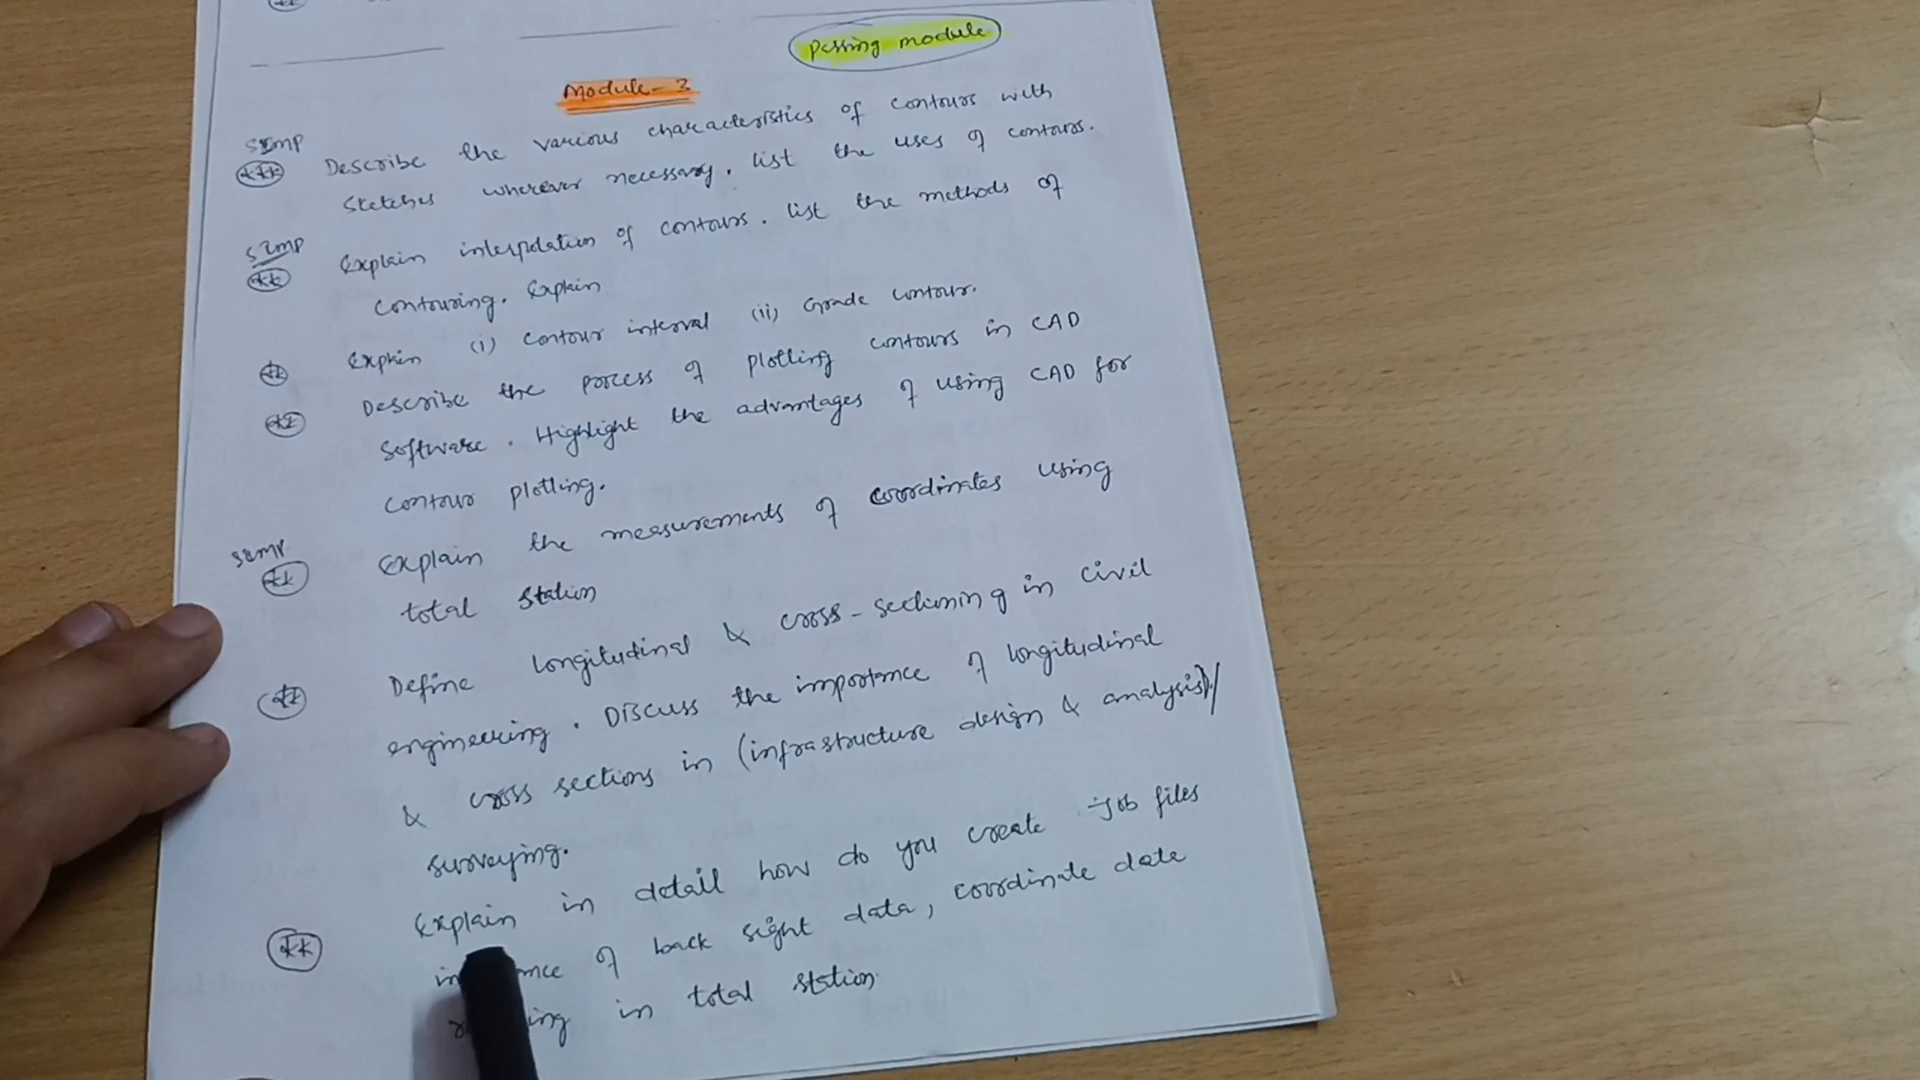 Passing module
Module-3
SIMP
*** Describe the various characteristics of contours with
sketches wherever necessary. list the uses of contours.
SIMP
** Explain interpolation of contours. list the methods of
contouring. Explain
** Explain (i) contour interval (ii) Grade contour.
** Describe the process of plotting contours in CAD
software. Highlight the advantages of using CAD for
contour plotting.
SIMP
** Explain the measurements of coordinates using
total station
** Define longitudinal & cross-sectioning in civil
engineering. Discuss the importance of longitudinal
& cross sections in (infrastructure design & analysis)/
surveying.
** Explain in detail how do you create job files
of back sight data, coordinate data
in total station